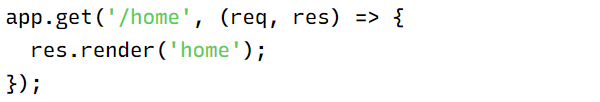 app.get('/home', (req, res) => {
  res.render('home');
});